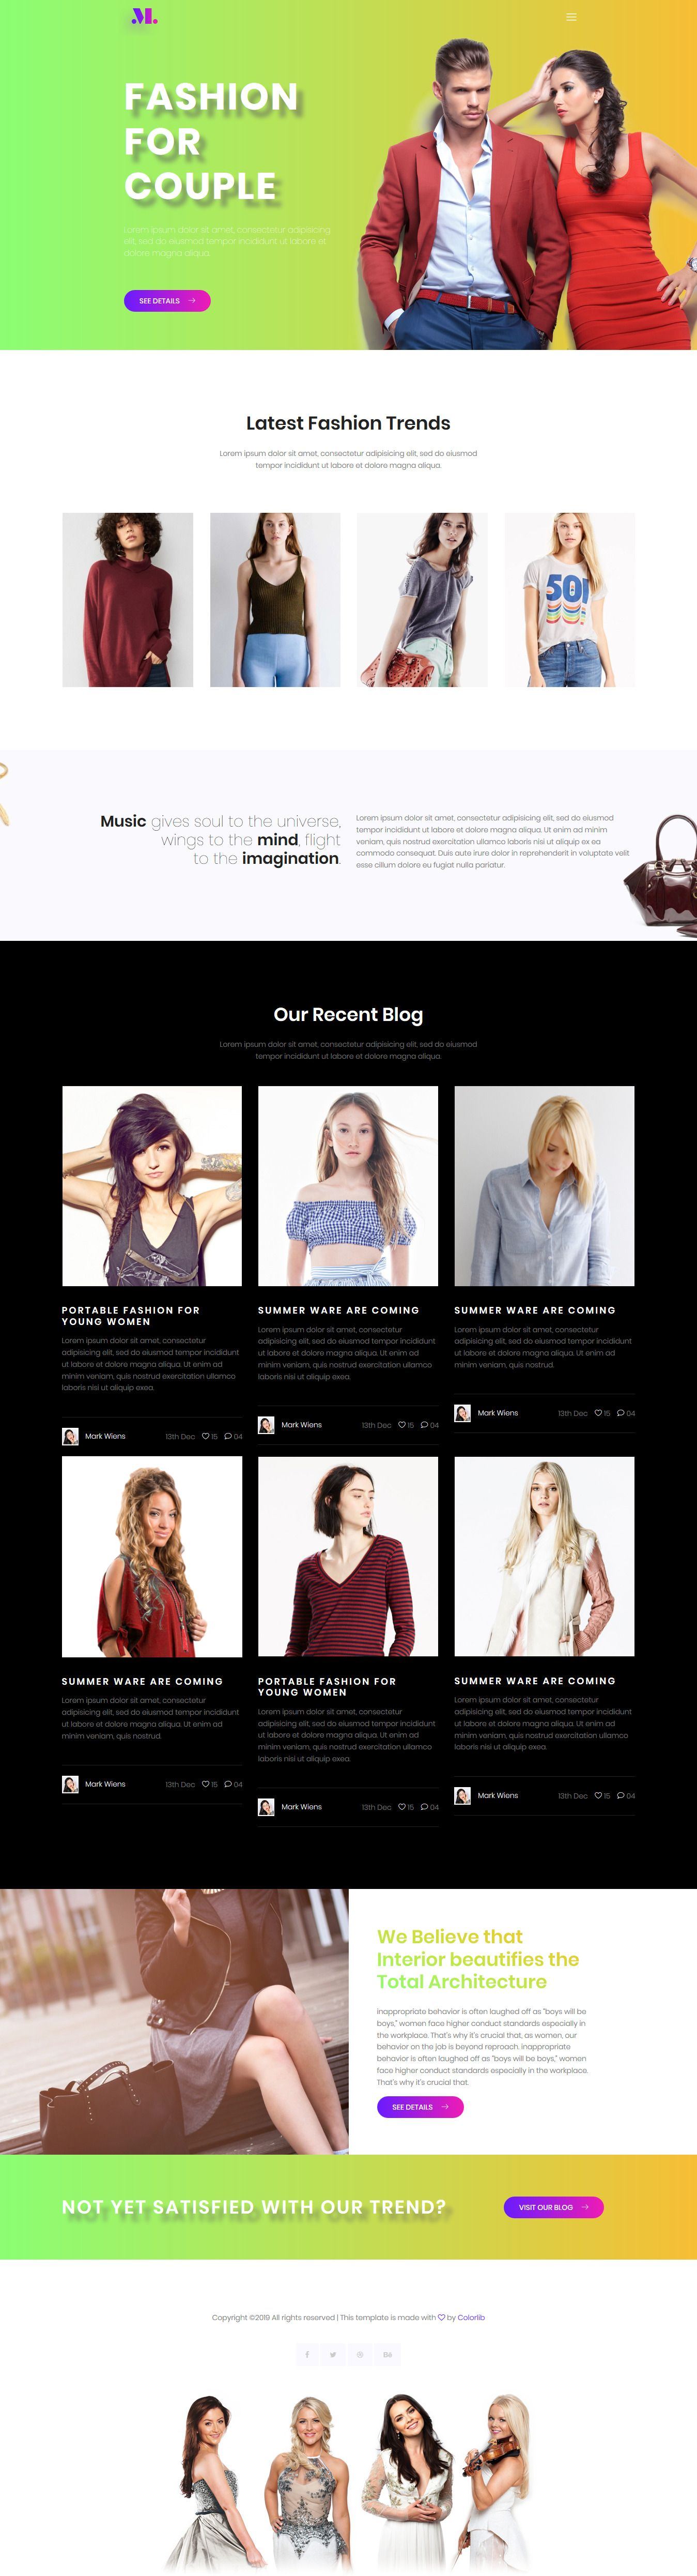 M.
FASHION
FOR
COUPLE
Lorem ipsum dolor sit amet, consectetur adipisicing
elit, sed do eiusmod tempor incididunt ut labore et
dolore magna aliqua.
SEE DETAILS
Latest Fashion Trends
Lorem ipsum dolor sit amet, consectetur adipisicing elit, sed do eiusmod
tempor incididunt ut labore et dolore magna aliqua.
50!
Music gives soul to the universe,
wings to the mind, flight
to the imagination.
Lorem ipsum dolor sit amet, consectetur adipisicing elit, sed do eiusmod
tempor incididunt ut labore et dolore magna aliqua. Ut enim ad minim
veniam, quis nostrud exercitation ullamco laboris nisi ut aliquip ex ea
commodo consequat. Duis aute irure dolor in reprehenderit in voluptate velit
esse cillum dolore eu fugiat nulla pariatur.
Our Recent Blog
Lorem ipsum dolor sit amet, consectetur adipisicing elit, sed do eiusmod
tempor incididunt ut labore et dolore magna aliqua.
PORTABLE FASHION FOR
YOUNG WOMEN
Lorem ipsum dolor sit amet, consectetur
adipisicing elit, sed do eiusmod tempor incididunt
ut labore et dolore magna aliqua. Ut enim ad
minim veniam, quis nostrud exercitation ullamco
laboris nisi ut aliquip exea.
Mark Wiens 13th Dec 15 04
SUMMER WARE ARE COMING
Lorem ipsum dolor sit amet, consectetur
adipisicing elit, sed do eiusmod tempor incididunt
ut labore et dolore magna aliqua. Ut enim ad
minim veniam, quis nostrud exercitation ullamco
laboris nisi ut aliquip exea.
Mark Wiens 13th Dec 15 04
SUMMER WARE ARE COMING
Lorem ipsum dolor sit amet, consectetur
adipisicing elit, sed do eiusmod tempor incididunt
ut labore et dolore magna aliqua. Ut enim ad
minim veniam, quis nostrud.
Mark Wiens 13th Dec 15 04
SUMMER WARE ARE COMING
Lorem ipsum dolor sit amet, consectetur
adipisicing elit, sed do eiusmod tempor incididunt
ut labore et dolore magna aliqua. Ut enim ad
minim veniam, quis nostrud.
Mark Wiens 13th Dec 15 04
PORTABLE FASHION FOR
YOUNG WOMEN
Lorem ipsum dolor sit amet, consectetur
adipisicing elit, sed do eiusmod tempor incididunt
ut labore et dolore magna aliqua. Ut enim ad
minim veniam, quis nostrud exercitation ullamco
laboris nisi ut aliquip exea.
Mark Wiens 13th Dec 15 04
SUMMER WARE ARE COMING
Lorem ipsum dolor sit amet, consectetur
adipisicing elit, sed do eiusmod tempor incididunt
ut labore et dolore magna aliqua. Ut enim ad
minim veniam, quis nostrud exercitation ullamco
laboris nisi ut aliquip exea.
Mark Wiens 13th Dec 15 04
We Believe that
Interior beautifies the
Total Architecture
inappropriate behavior is often laughed off as "boys will be
boys," women face higher conduct standards especially in
the workplace. That's why it's crucial that, as women, our
behavior on the job is beyond reproach. inappropriate
behavior is often laughed off as "boys will be boys," women
face higher conduct standards especially in the workplace.
That's why it's crucial that.
SEE DETAILS
NOT YET SATISFIED WITH OUR TREND?
VISIT OUR BLOG
Copyright ©2019 All rights reserved | This template is made with by Colorlib